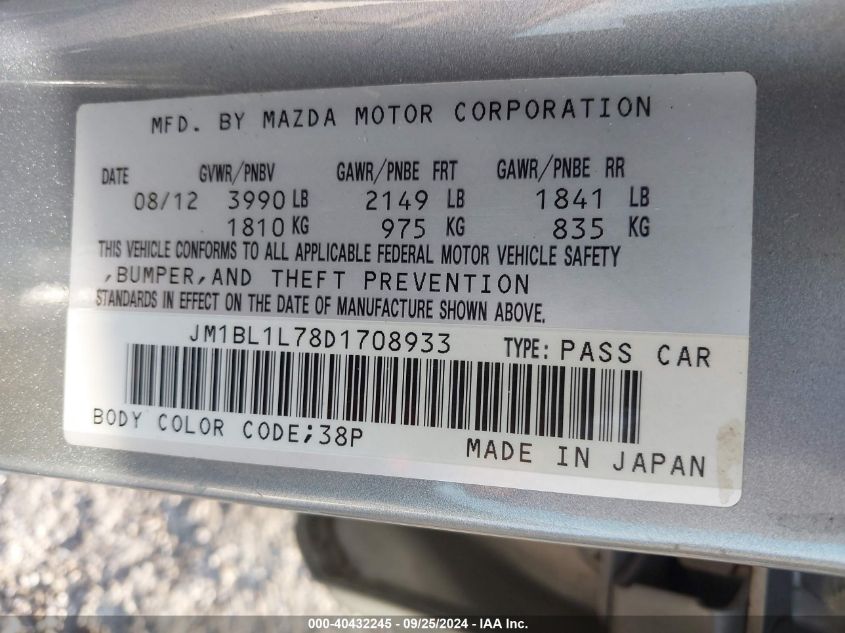 MFD. BY MAZDA MOTOR CORPORATION
DATE GVWR/PNBV GAWR/PNBE FRT GAWR/PNBE RR
08/12 3990 LB 2149 LB 1841 LB
1810 KG 975 KG 835 KG
THIS VEHICLE CONFORMS TO ALL APPLICABLE FEDERAL MOTOR VEHICLE SAFETY
,BUMPER,AND THEFT PREVENTION
STANDARDS IN EFFECT ON THE DATE OF MANUFACTURE SHOWN ABOVE.
JM1BL1L78D1708933 TYPE: PASS CAR
BODY COLOR CODE;38P
MADE IN JAPAN
000-40432245 - 09/25/2024 - IAA Inc.